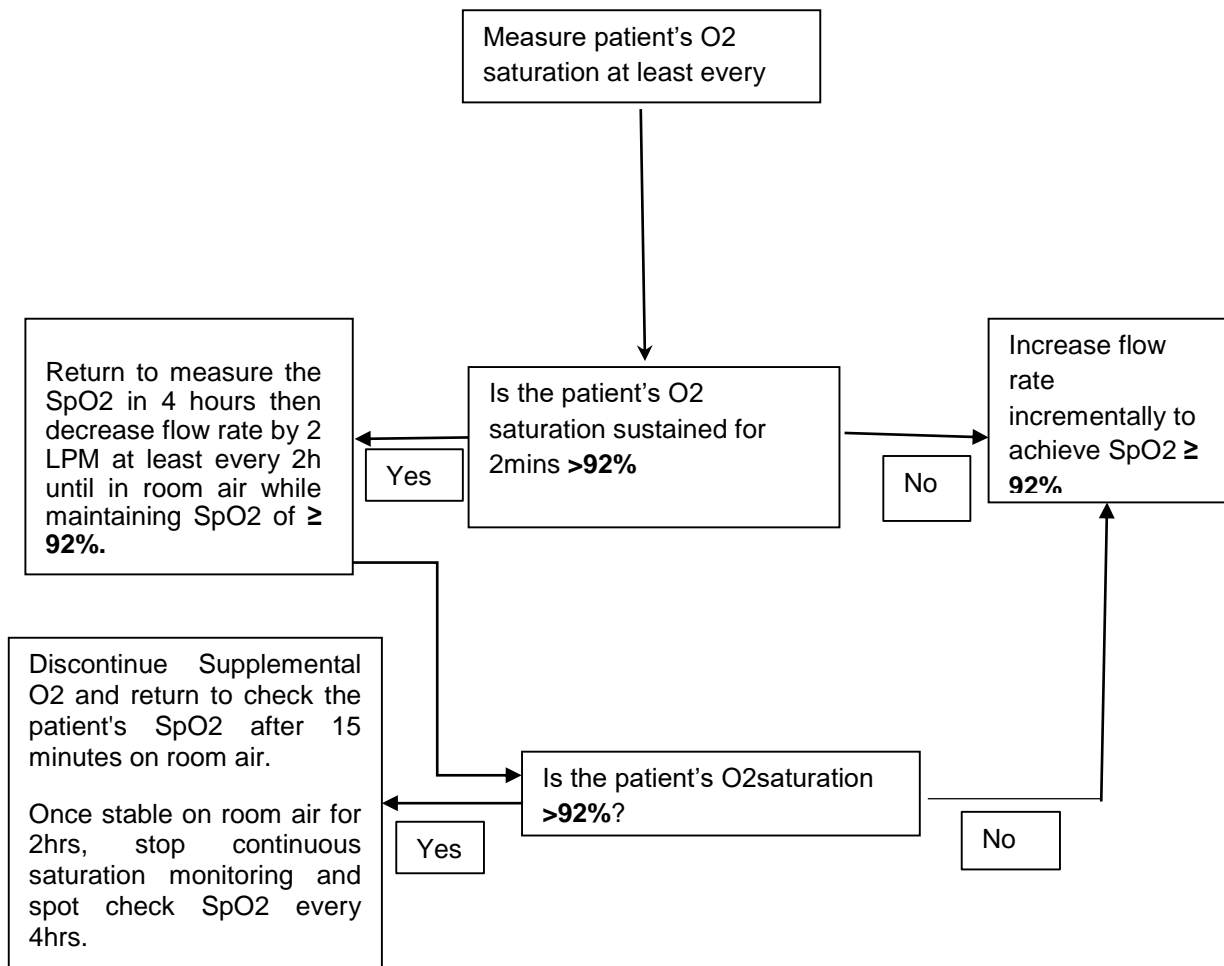 Measure patient’s O2
saturation at least every
Return to measure the
SpO2 in 4 hours then
decrease flow rate by 2
LPM at least every 2h
until in room air while
maintaining SpO2 of ≥
92%.
Yes
Is the patient’s O2
saturation sustained for
2mins >92%
No
Increase flow
rate
incrementally to
achieve SpO2 ≥
92%
Discontinue Supplemental
O2 and return to check the
patient's SpO2 after 15
minutes on room air.
Once stable on room air for
2hrs, stop continuous
saturation monitoring and
spot check SpO2 every
4hrs.
Yes
Is the patient’s O2saturation
>92%?
No